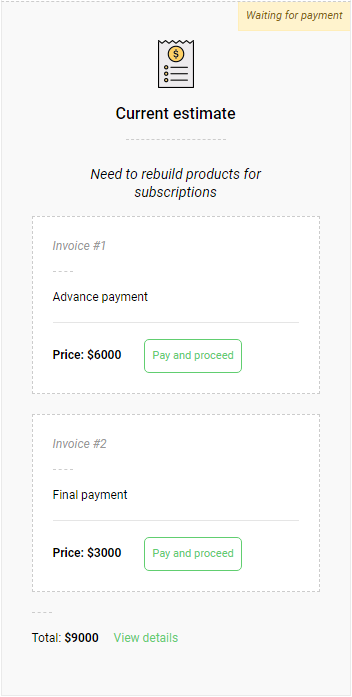 Waiting for payment
$
Current estimate
Need to rebuild products for
subscriptions
Invoice #1
Advance payment
Price: $6000 Pay and proceed
Invoice #2
Final payment
Price: $3000 Pay and proceed
Total: $9000 View details